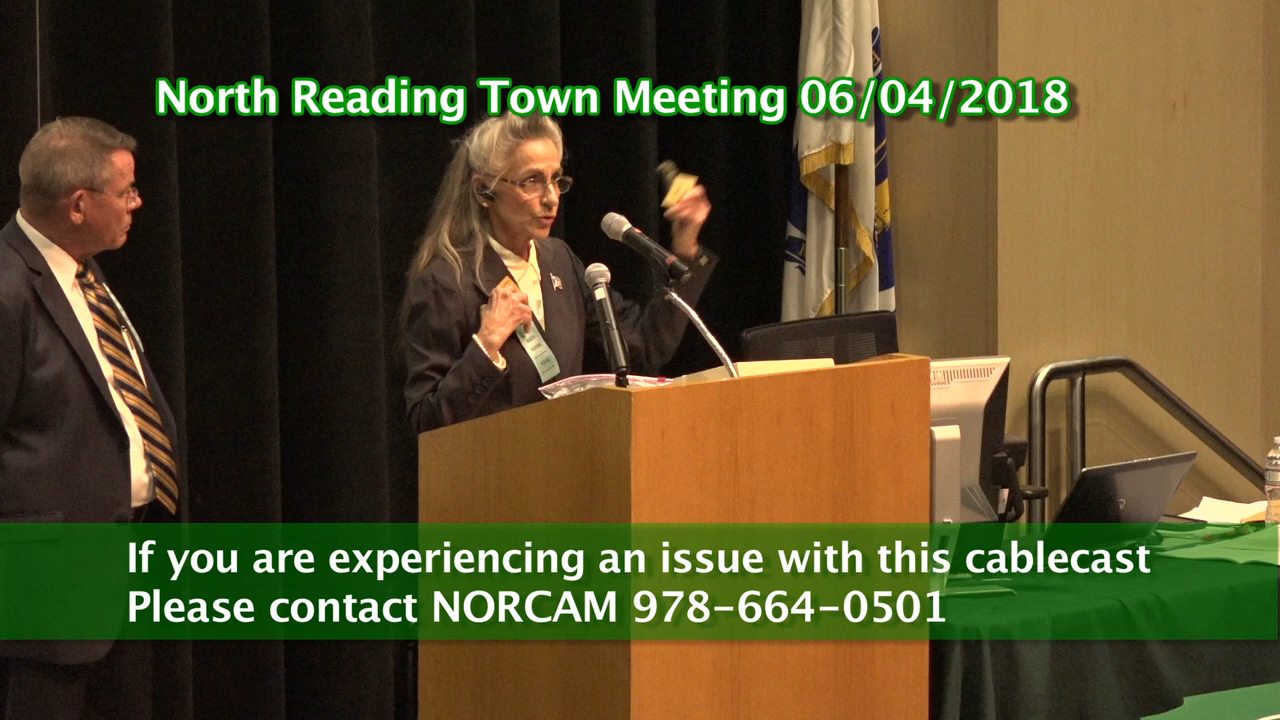 North Reading Town Meeting 06/04/2018
If you are experiencing an issue with this cablecast
Please contact NORCAM 978-664-0501